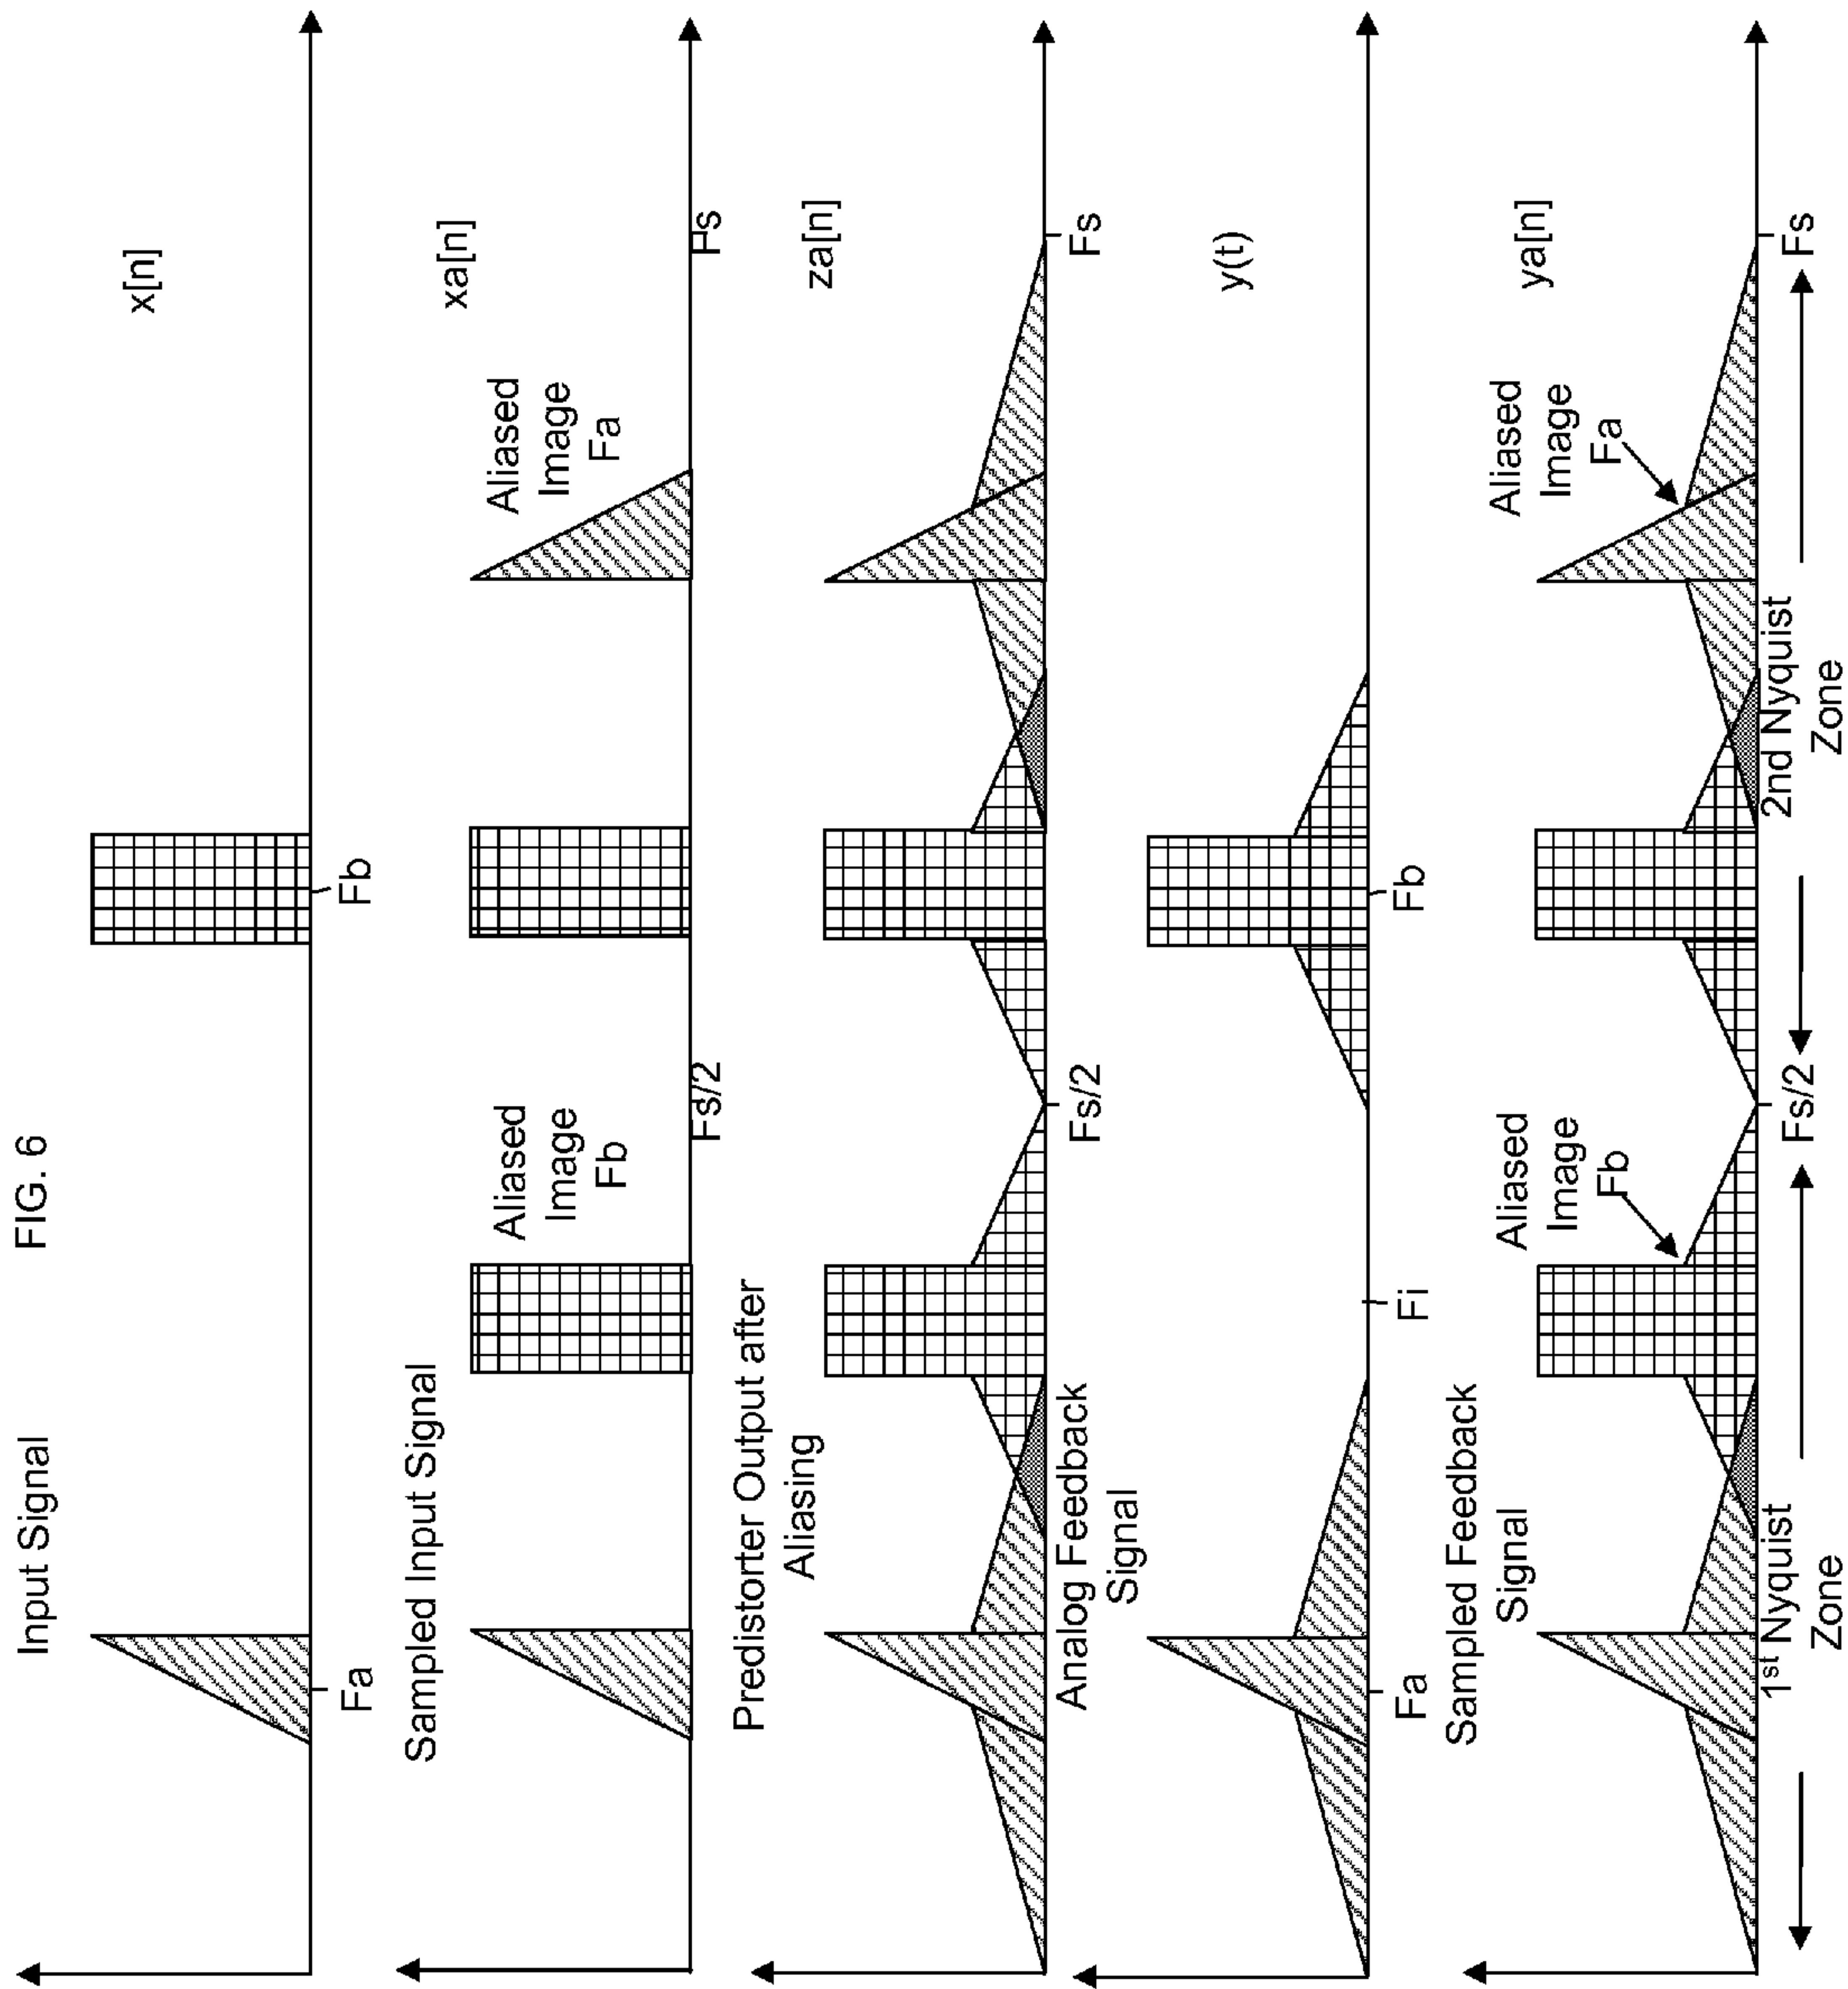 FIG. 6
Input Signal
x[n]
Fa
Fb
Sampled Input Signal
Aliased
Image
Fb
Aliased
Image
Fa
xa[n]
Fs/2
Fs
Predistorter Output after
Aliasing
za[n]
Fs/2
Fs
Analog Feedback
Signal
y(t)
Fa
Fi
Fb
Sampled Feedback
Signal
Aliased
Image
Fb
Aliased
Image
Fa
ya[n]
Fs/2
Fs
1st Nyquist
Zone
2nd Nyquist
Zone